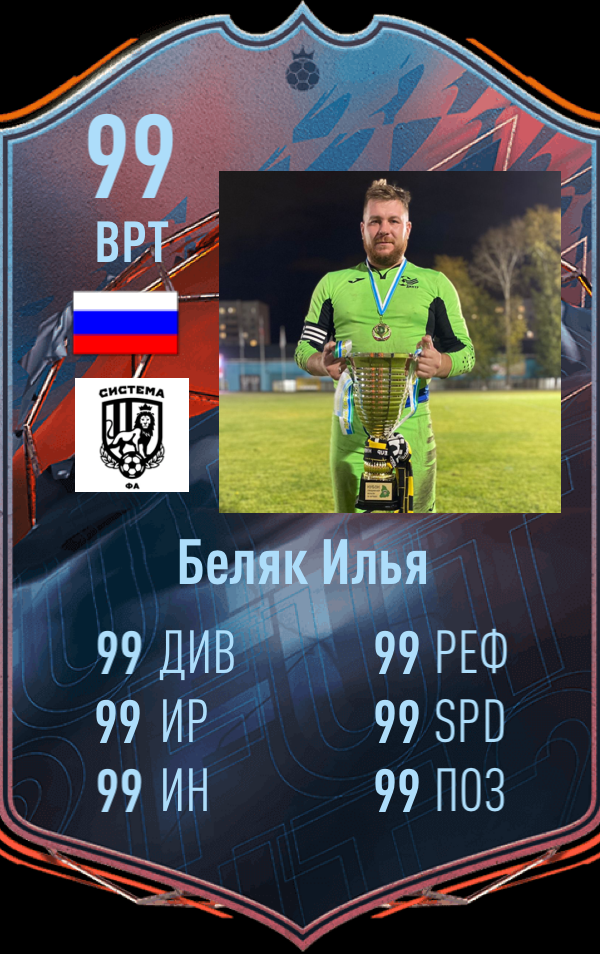 99
ВРТ
СИСТЕМА
ФА
Беляк Илья
99 ДИВ 99 РЕФ
99 ИР 99 SPD
99 ИН 99 ПОЗ